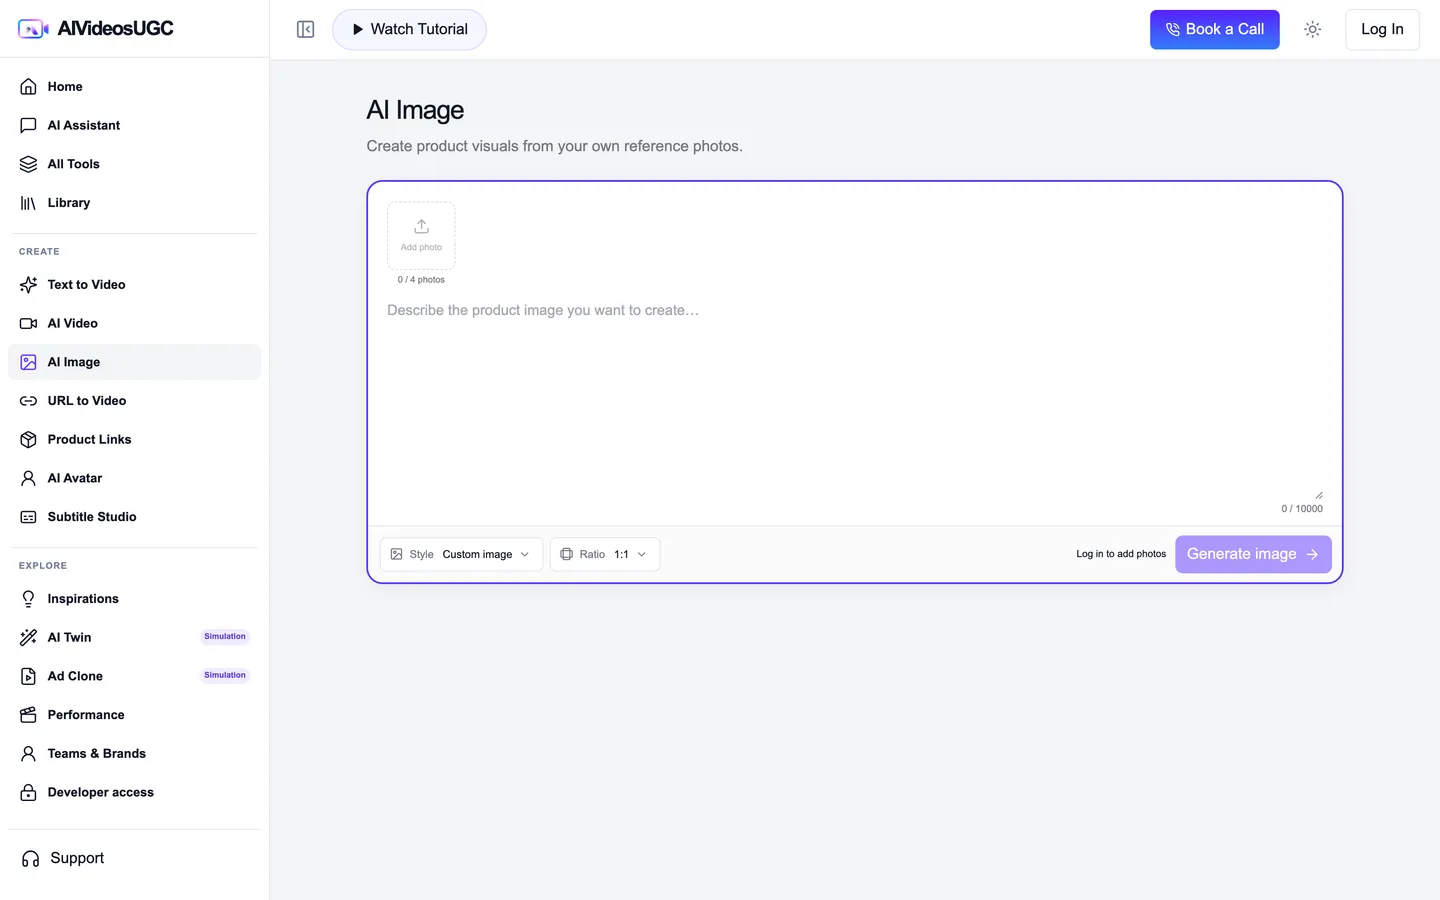 AIVideosUGC
Watch Tutorial
Book a Call
Log In
Home
AI Assistant
All Tools
Library
CREATE
Text to Video
AI Video
AI Image
URL to Video
Product Links
AI Avatar
Subtitle Studio
EXPLORE
Inspirations
AI Twin Simulation
Ad Clone Simulation
Performance
Teams & Brands
Developer access
Support
AI Image
Create product visuals from your own reference photos.
Add photo
0 / 4 photos
Describe the product image you want to create…
0 / 10000
Style Custom image
Ratio 1:1
Log in to add photos
Generate image